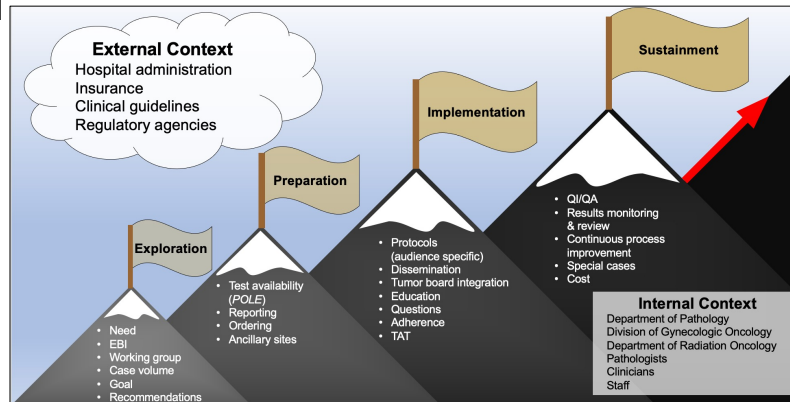 External Context
Hospital administration
Insurance
Clinical guidelines
Regulatory agencies
Exploration
• Need
• EBI
• Working group
• Case volume
• Goal
• Recommendations
Preparation
• Test availability
(POLE)
• Reporting
• Ordering
• Ancillary sites
Implementation
• Protocols
(audience specific)
• Dissemination
• Tumor board integration
• Education
• Questions
• Adherence
• TAT
Sustainment
• QI/QA
• Results monitoring
& review
• Continuous process
improvement
• Special cases
• Cost
Internal Context
Department of Pathology
Division of Gynecologic Oncology
Department of Radiation Oncology
Pathologists
Clinicians
Staff